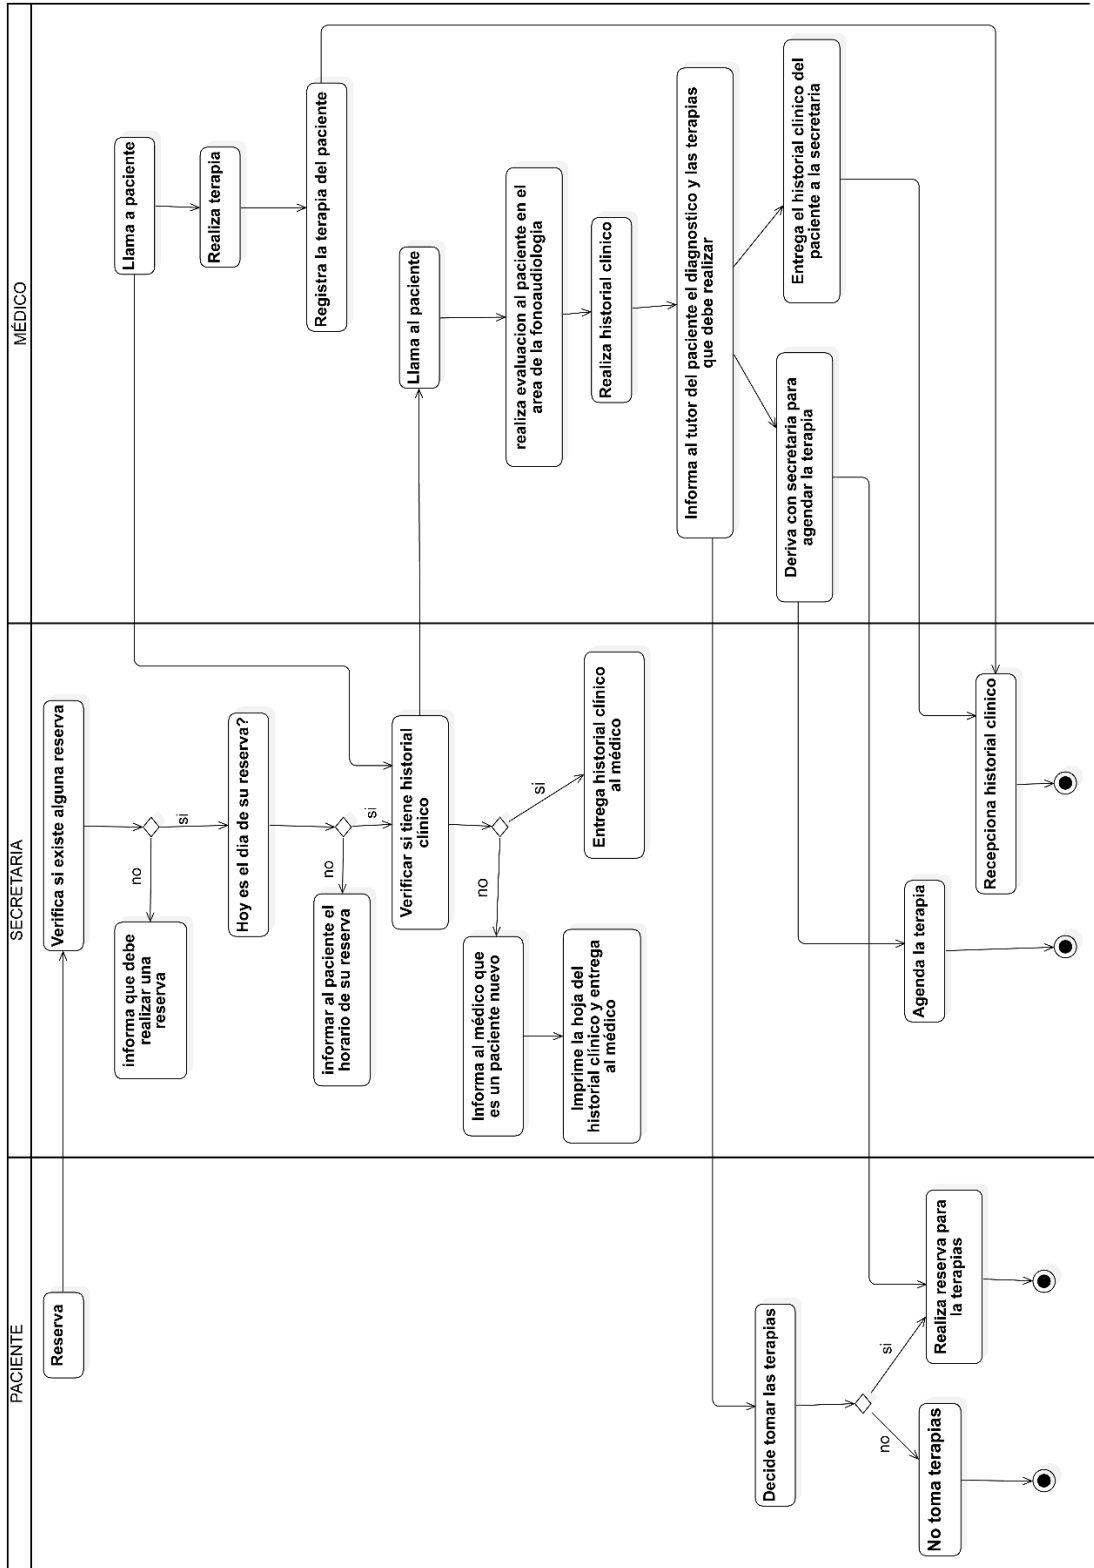 PACIENTE
SECRETARIA
MÉDICO
Reserva
Verifica si existe alguna reserva
no
si
informa que debe
realizar una
reserva
Hoy es el dia de su reserva?
no
si
informar al paciente el
horario de su reserva
Verificar si tiene historial
clínico
no
si
Informa al médico que
es un paciente nuevo
Imprime la hoja del
historial clínico y entrega
al médico
Entrega historial clínico
al médico
Llama a paciente
Realiza terapia
Registra la terapia del paciente
Llama al paciente
realiza evaluacion al paciente en el
area de la fonoaudiologia
Realiza historial clinico
Informa al tutor del paciente el diagnostico y las terapias
que debe realizar
Deriva con secretaria para
agendar la terapia
Entrega el historial clinico del
paciente a la secretaria
Decide tomar las terapias
no
si
No toma terapias
Realiza reserva para
la terapias
Agenda la terapia
Recepciona historial clinico